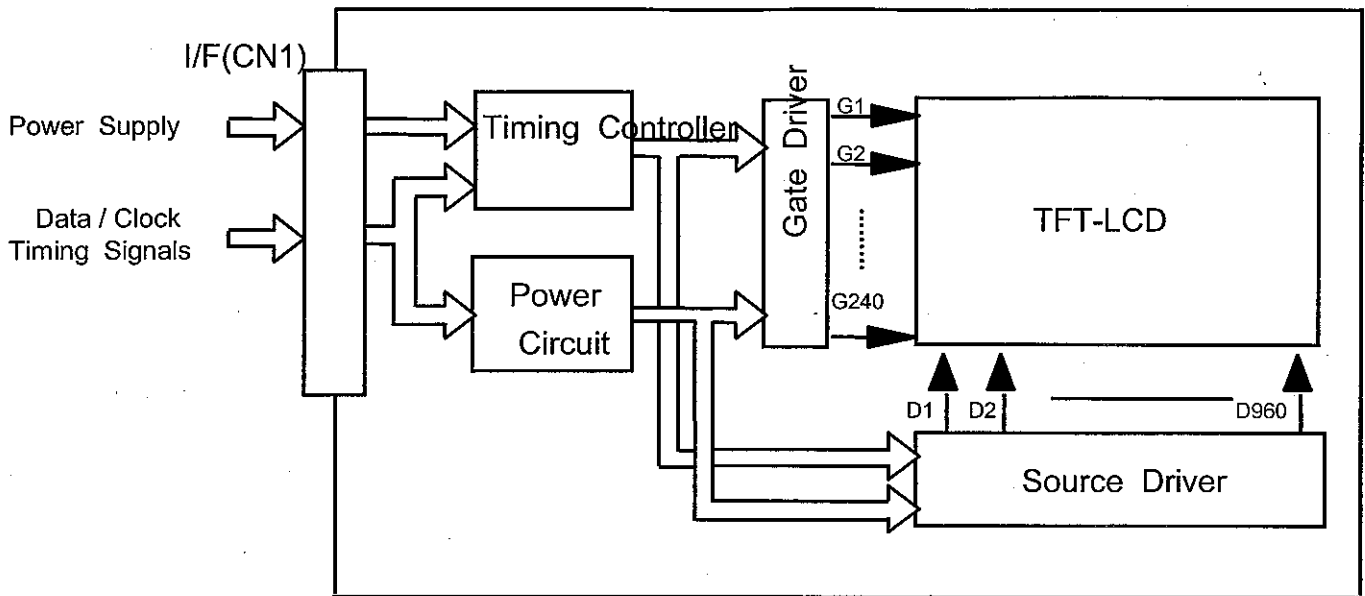 I/F(CN1)
Power Supply
Data / Clock
Timing Signals
Timing Controller
Power
Circuit
Gate Driver
G1
G2
G240
TFT-LCD
D1
D2
D960
Source Driver